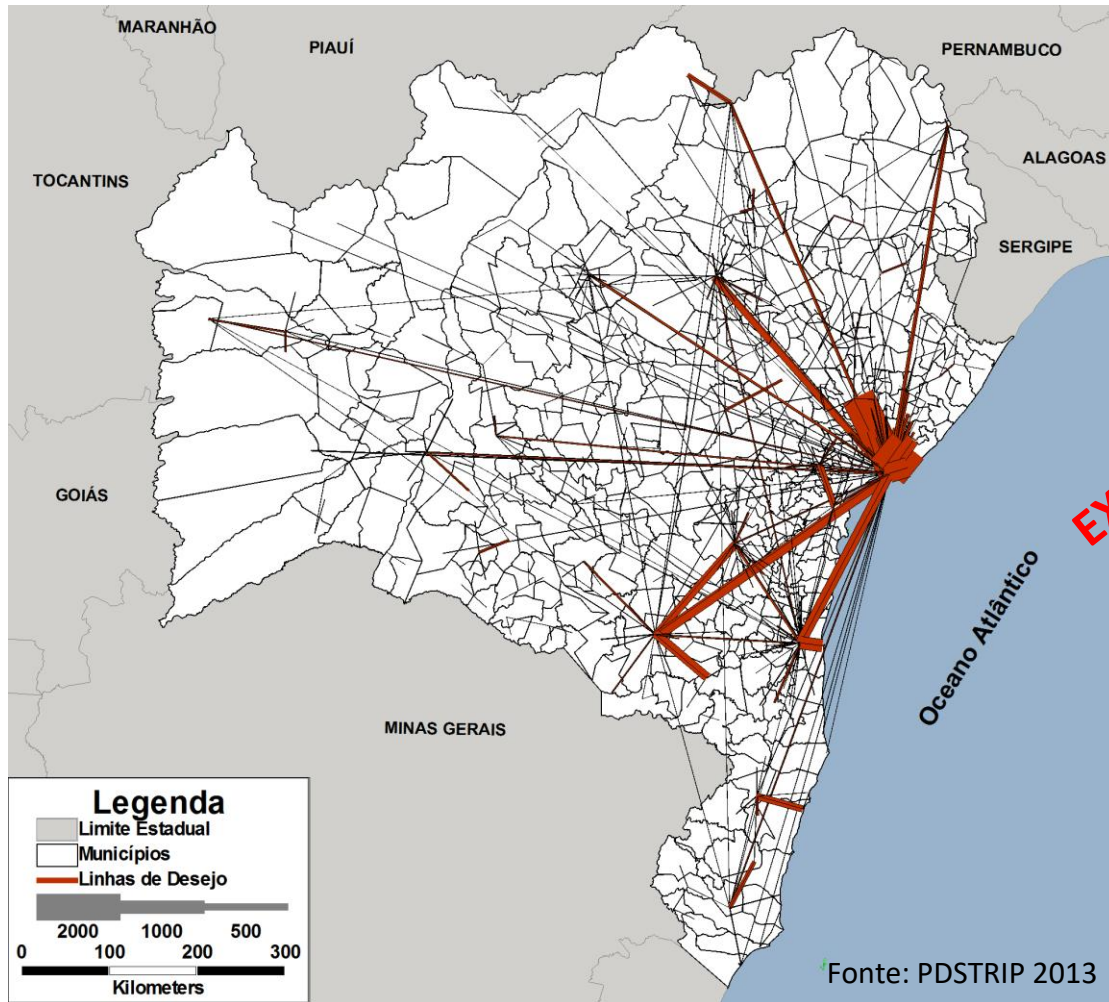 MARANHÃO
PIAUÍ
PERNAMBUCO
ALAGOAS
TOCANTINS
SERGIPE
GOIÁS
EX
Oceano Atlântico
MINAS GERAIS
Legenda
Limite Estadual
Municípios
Linhas de Desejo
2000 1000 500
0 100 200 300
Kilometers
Fonte: PDSTRIP 2013